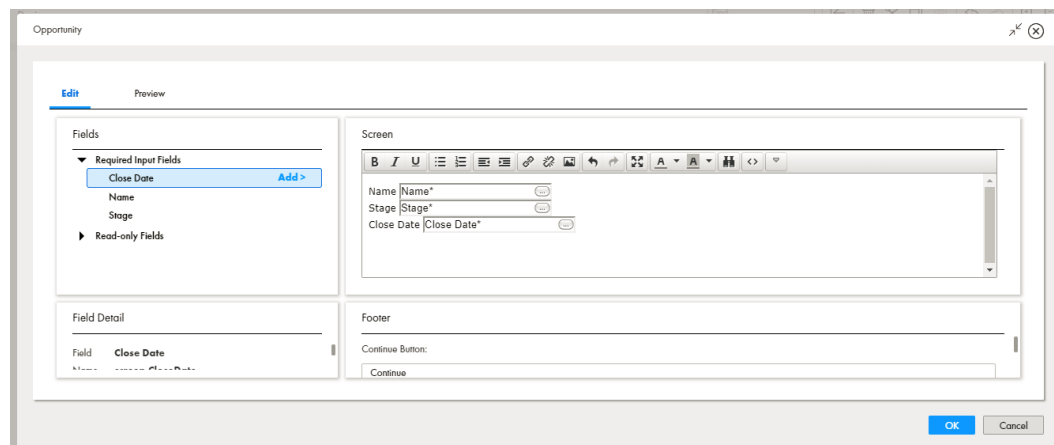 Opportunity
Edit
Preview
Fields
Required Input Fields
Close Date
Add >
Name
Stage
Read-only Fields
Screen
B I U A A
Name Name* ...
Stage Stage* ...
Close Date Close Date* ...
Field Detail
Field Close Date
Footer
Continue Button:
Continue
OK
Cancel